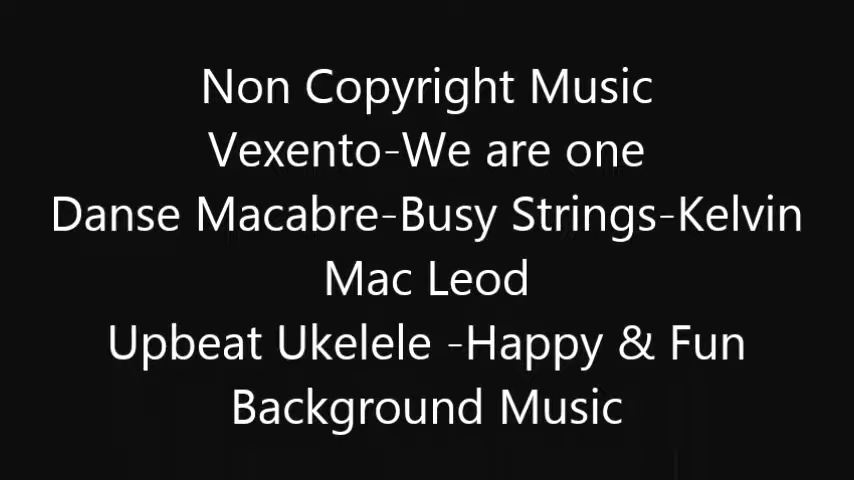 Non Copyright Music
Vexento-We are one
Danse Macabre-Busy Strings-Kelvin
Mac Leod
Upbeat Ukelele -Happy & Fun
Background Music